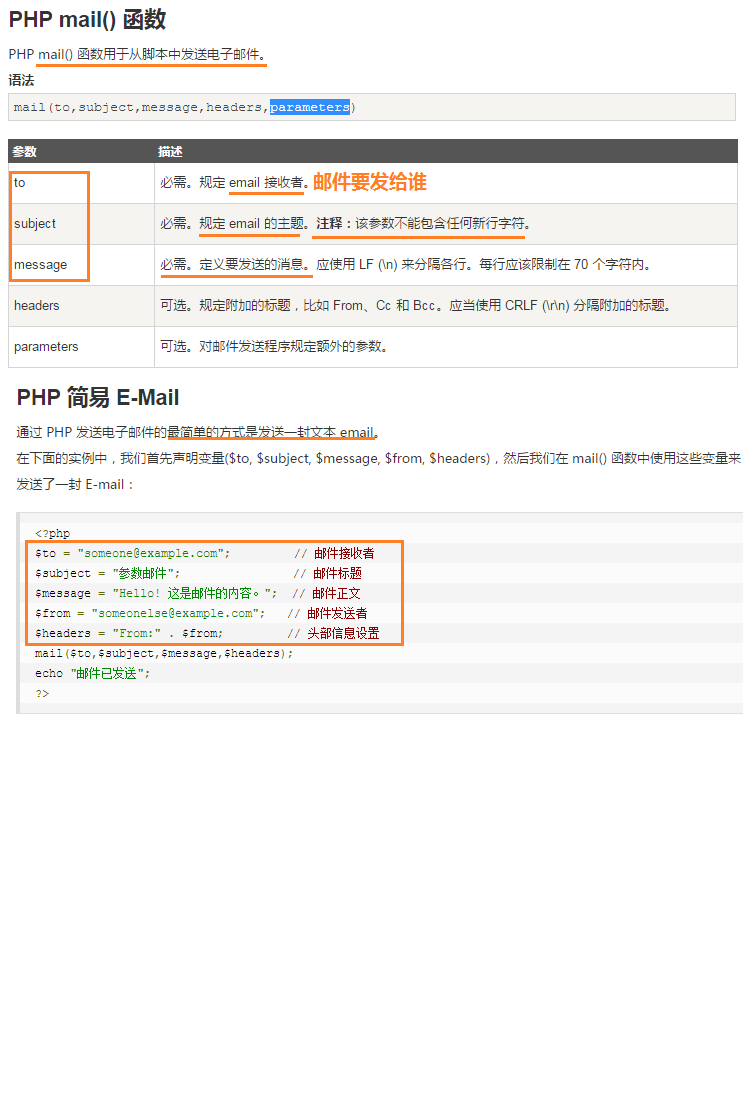 PHP mail() 函数
PHP mail() 函数用于从脚本中发送电子邮件。
语法
mail(to,subject,message,headers,parameters)
参数 描述
to 必需。规定 email 接收者。邮件要发给谁
subject 必需。规定 email 的主题。注释：该参数不能包含任何新行字符。
message 必需。定义要发送的消息。应使用 LF (\n) 来分隔各行。每行应该限制在 70 个字符内。
headers 可选。规定附加的标题，比如 From、Cc 和 Bcc。应当使用 CRLF (\r\n) 分隔附加的标题。
parameters 可选。对邮件发送程序规定额外的参数。
PHP 简易 E-Mail
通过 PHP 发送电子邮件的最简单的方式是发送一封文本 email。
在下面的实例中，我们首先声明变量($to, $subject, $message, $from, $headers)，然后我们在 mail() 函数中使用这些变量来
发送了一封 E-mail：
<?php
$to = "someone@example.com"; // 邮件接收者
$subject = "参数邮件"; // 邮件标题
$message = "Hello! 这是邮件的内容。"; // 邮件正文
$from = "someonelse@example.com"; // 邮件发送者
$headers = "From:" . $from; // 头部信息设置
mail($to,$subject,$message,$headers);
echo "邮件已发送";
?>